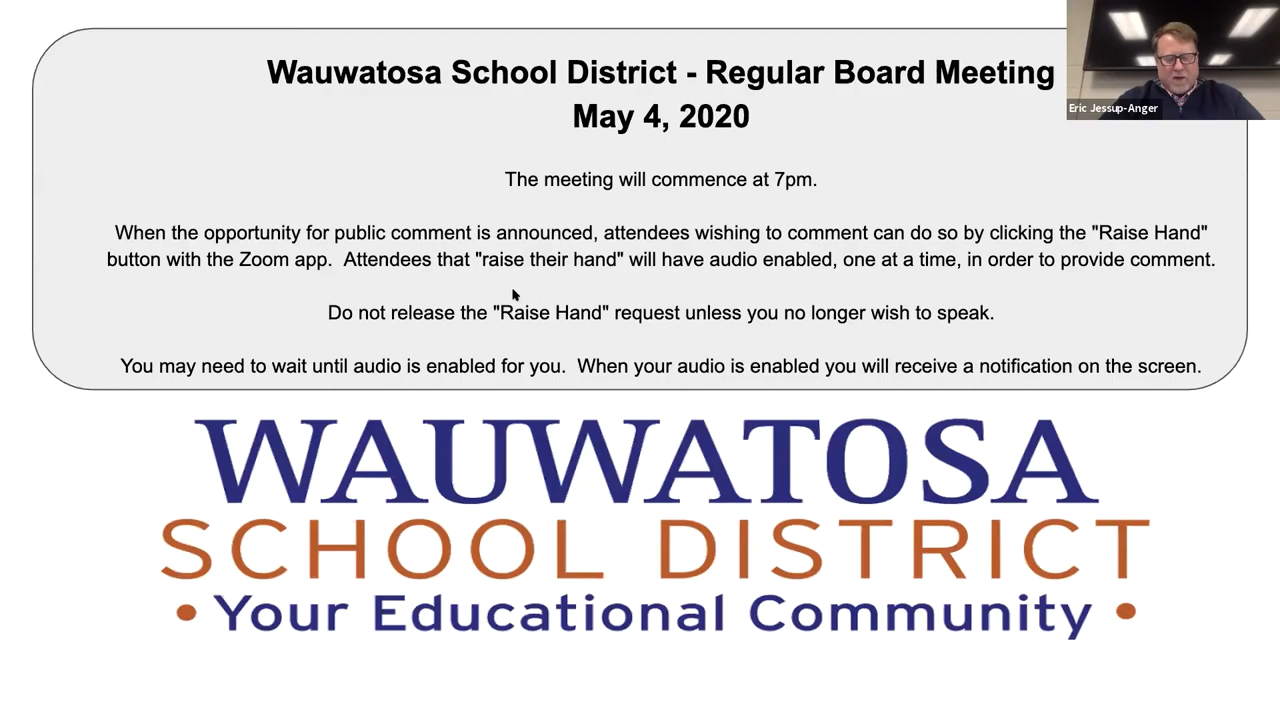 Wauwatosa School District - Regular Board Meeting
May 4, 2020
Eric Jessup-Anger
The meeting will commence at 7pm.
When the opportunity for public comment is announced, attendees wishing to comment can do so by clicking the "Raise Hand"
button with the Zoom app.  Attendees that "raise their hand" will have audio enabled, one at a time, in order to provide comment.
Do not release the "Raise Hand" request unless you no longer wish to speak.
You may need to wait until audio is enabled for you.  When your audio is enabled you will receive a notification on the screen.
WAUWATOSA
SCHOOL DISTRICT
• Your Educational Community •